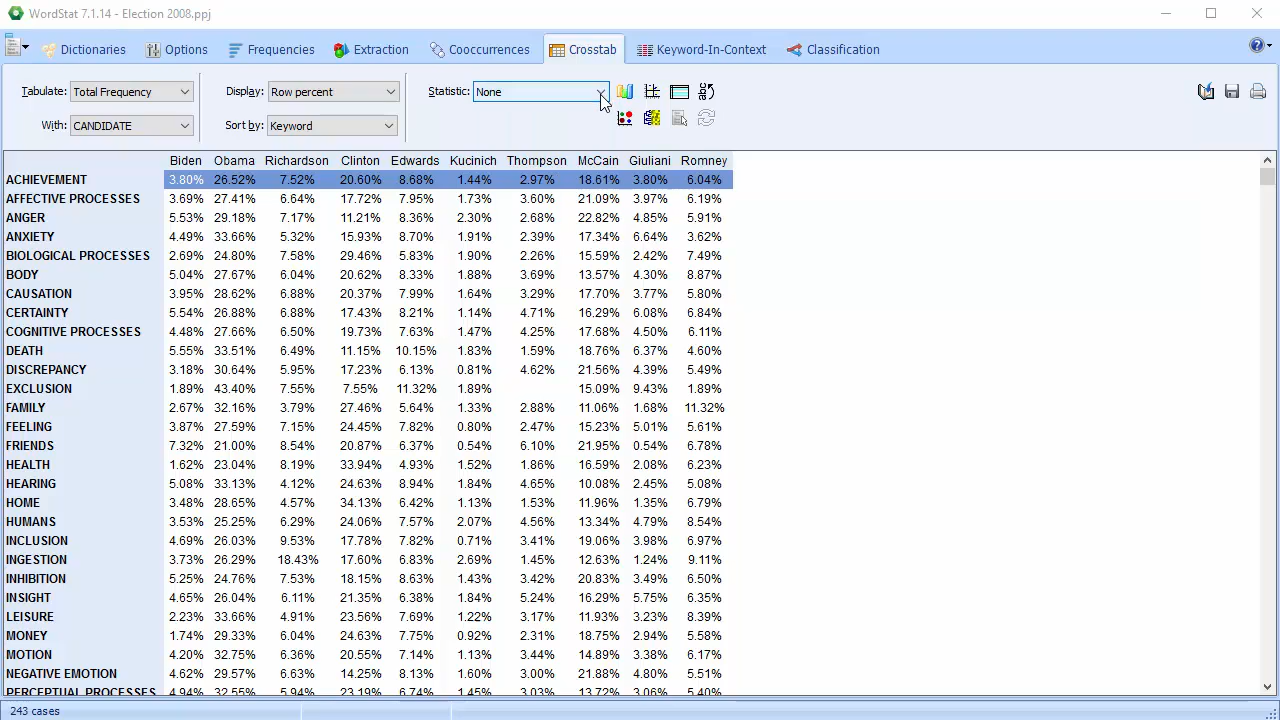 WordStat 7.1.14 - Election 2008.ppj
Dictionaries Options Frequencies Extraction Cooccurrences Crosstab Keyword-In-Context Classification
Tabulate: Total Frequency Display: Row percent Statistic: None
With: CANDIDATE Sort by: Keyword
Biden Obama Richardson Clinton Edwards Kucinich Thompson McCain Giuliani Romney
ACHIEVEMENT 3.80% 26.52% 7.52% 20.60% 8.68% 1.44% 2.97% 18.61% 3.80% 6.04%
AFFECTIVE PROCESSES 3.69% 27.41% 6.64% 17.72% 7.95% 1.73% 3.60% 21.09% 3.97% 6.19%
ANGER 5.53% 29.18% 7.17% 11.21% 8.36% 2.30% 2.68% 22.82% 4.85% 5.91%
ANXIETY 4.49% 33.66% 5.32% 15.93% 8.70% 1.91% 2.39% 17.34% 6.64% 3.62%
BIOLOGICAL PROCESSES 2.69% 24.80% 7.58% 29.46% 5.83% 1.90% 2.26% 15.59% 2.42% 7.49%
BODY 5.04% 27.67% 6.04% 20.62% 8.33% 1.88% 3.69% 13.57% 4.30% 8.87%
CAUSATION 3.95% 28.62% 6.88% 20.37% 7.99% 1.64% 3.29% 17.70% 3.77% 5.80%
CERTAINTY 5.54% 26.88% 6.88% 17.43% 8.21% 1.14% 4.71% 16.29% 6.08% 6.84%
COGNITIVE PROCESSES 4.48% 27.66% 6.50% 19.73% 7.63% 1.47% 4.25% 17.68% 4.50% 6.11%
DEATH 5.55% 33.51% 6.49% 11.15% 10.15% 1.83% 1.59% 18.76% 6.37% 4.60%
DISCREPANCY 3.18% 30.64% 5.95% 17.23% 6.13% 0.81% 4.62% 21.56% 4.39% 5.49%
EXCLUSION 1.89% 43.40% 7.55% 7.55% 11.32% 1.89% 15.09% 9.43% 1.89%
FAMILY 2.67% 32.16% 3.79% 27.46% 5.64% 1.33% 2.88% 11.06% 1.68% 11.32%
FEELING 3.87% 27.59% 7.15% 24.45% 7.82% 0.80% 2.47% 15.23% 5.01% 5.61%
FRIENDS 7.32% 21.00% 8.54% 20.87% 6.37% 0.54% 6.10% 21.95% 0.54% 6.78%
HEALTH 1.62% 23.04% 8.19% 33.94% 4.93% 1.52% 1.86% 16.59% 2.08% 6.23%
HEARING 5.08% 33.13% 4.12% 24.63% 8.94% 1.84% 4.65% 10.08% 2.45% 5.08%
HOME 3.48% 28.65% 4.57% 34.13% 6.42% 1.13% 1.53% 11.96% 1.35% 6.79%
HUMANS 3.53% 25.25% 6.29% 24.06% 7.57% 2.07% 4.56% 13.34% 4.79% 8.54%
INCLUSION 4.69% 26.03% 9.53% 17.78% 7.82% 0.71% 3.41% 19.06% 3.98% 6.97%
INGESTION 3.73% 26.29% 18.43% 17.60% 6.83% 2.69% 1.45% 12.63% 1.24% 9.11%
INHIBITION 5.25% 24.76% 7.53% 18.15% 8.63% 1.43% 3.42% 20.83% 3.49% 6.50%
INSIGHT 4.65% 26.04% 6.11% 21.35% 6.38% 1.84% 5.24% 16.29% 5.75% 6.35%
LEISURE 2.23% 33.66% 4.91% 23.56% 7.69% 1.22% 3.17% 11.93% 3.23% 8.39%
MONEY 1.74% 29.33% 6.04% 24.63% 7.75% 0.92% 2.31% 18.75% 2.94% 5.58%
MOTION 4.20% 32.75% 6.36% 20.55% 7.14% 1.13% 3.44% 14.89% 3.38% 6.17%
NEGATIVE EMOTION 4.62% 29.57% 6.63% 14.25% 8.13% 1.60% 3.00% 21.88% 4.80% 5.51%
PERCEPTUAL PROCESSES 4.94% 32.55% 5.94% 23.19% 6.74% 1.45% 3.03% 13.72% 3.06% 5.40%
243 cases